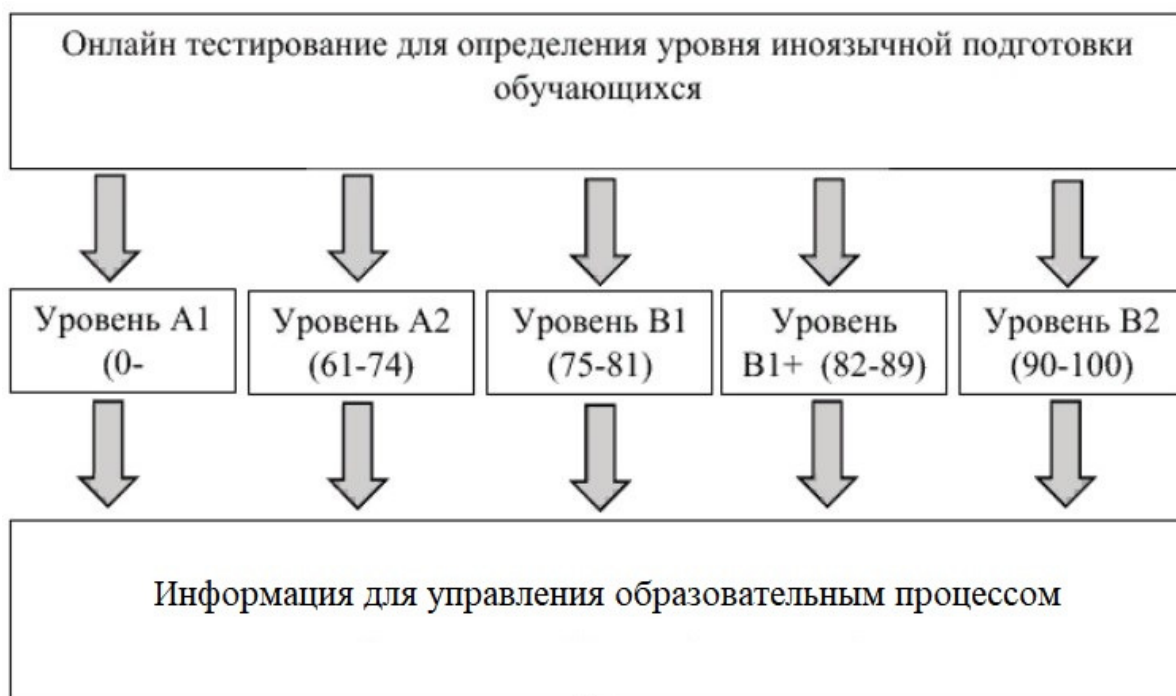 Онлайн тестирование для определения уровня иноязычной подготовки
обучающихся
Уровень А1
(0-
Уровень А2
(61-74)
Уровень В1
(75-81)
Уровень
В1+ (82-89)
Уровень В2
(90-100)
Информация для управления образовательным процессом